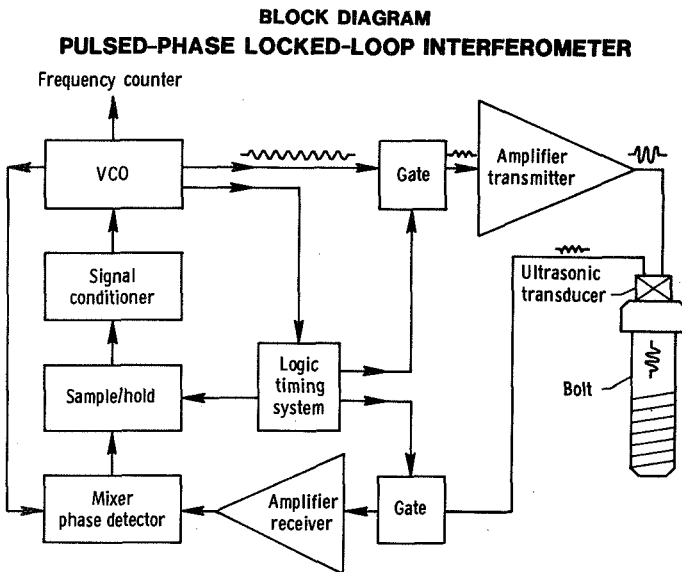 BLOCK DIAGRAM
PULSED-PHASE LOCKED-LOOP INTERFEROMETER
Frequency counter
VCO
Gate
Amplifier
transmitter
Signal
conditioner
Ultrasonic
transducer
Logic
timing
system
Sample/hold
Bolt
Mixer
phase detector
Amplifier
receiver
Gate